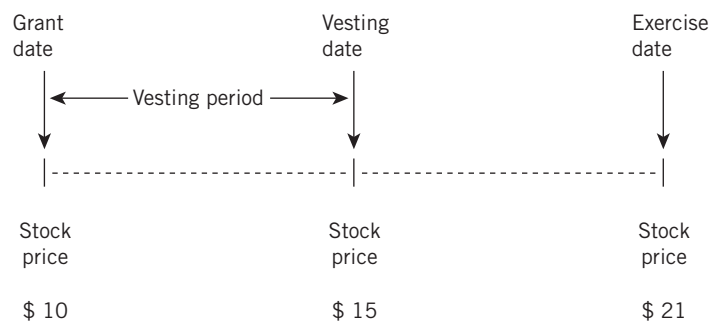 Grant
date
Vesting
date
Exercise
date
Vesting period
Stock
price
Stock
price
Stock
price
$ 10
$ 15
$ 21